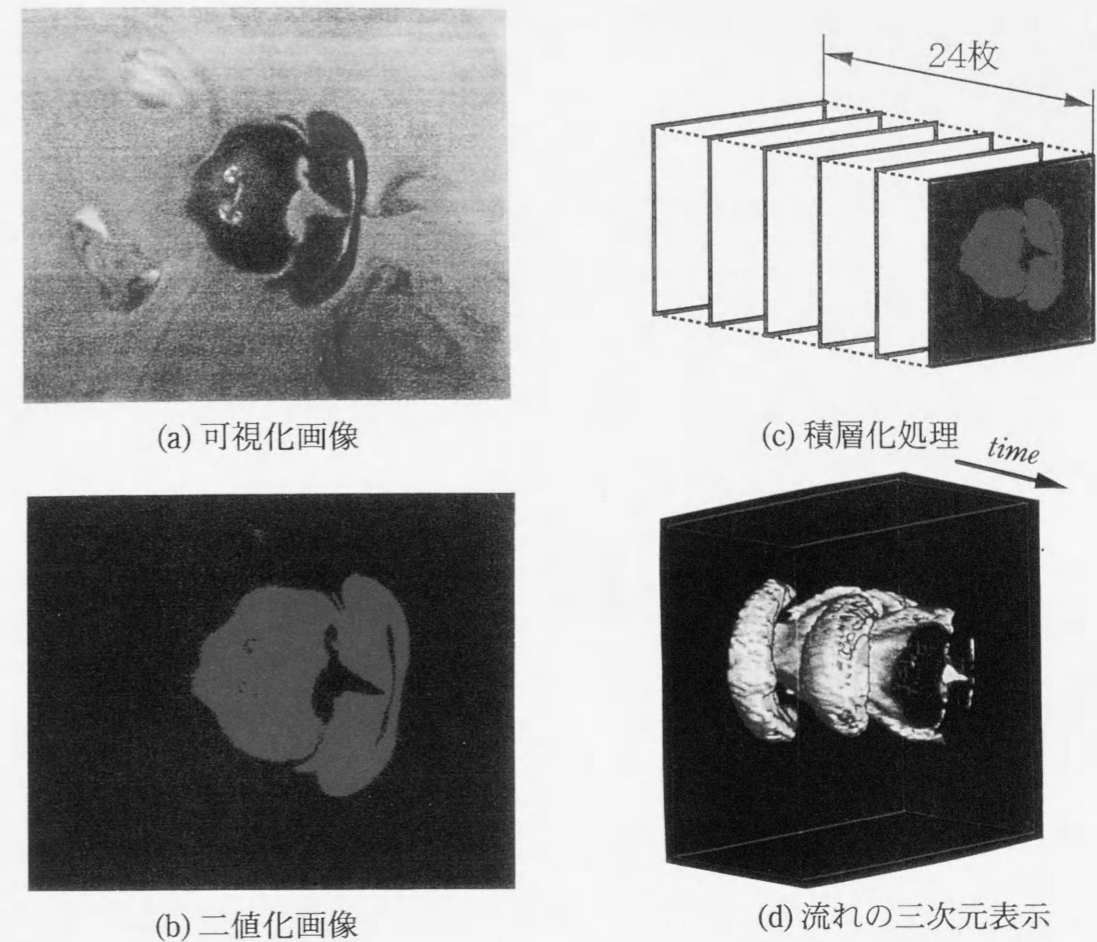 24枚
(a) 可視化画像
(c) 積層化処理
time
(b) 二値化画像
(d) 流れの三次元表示